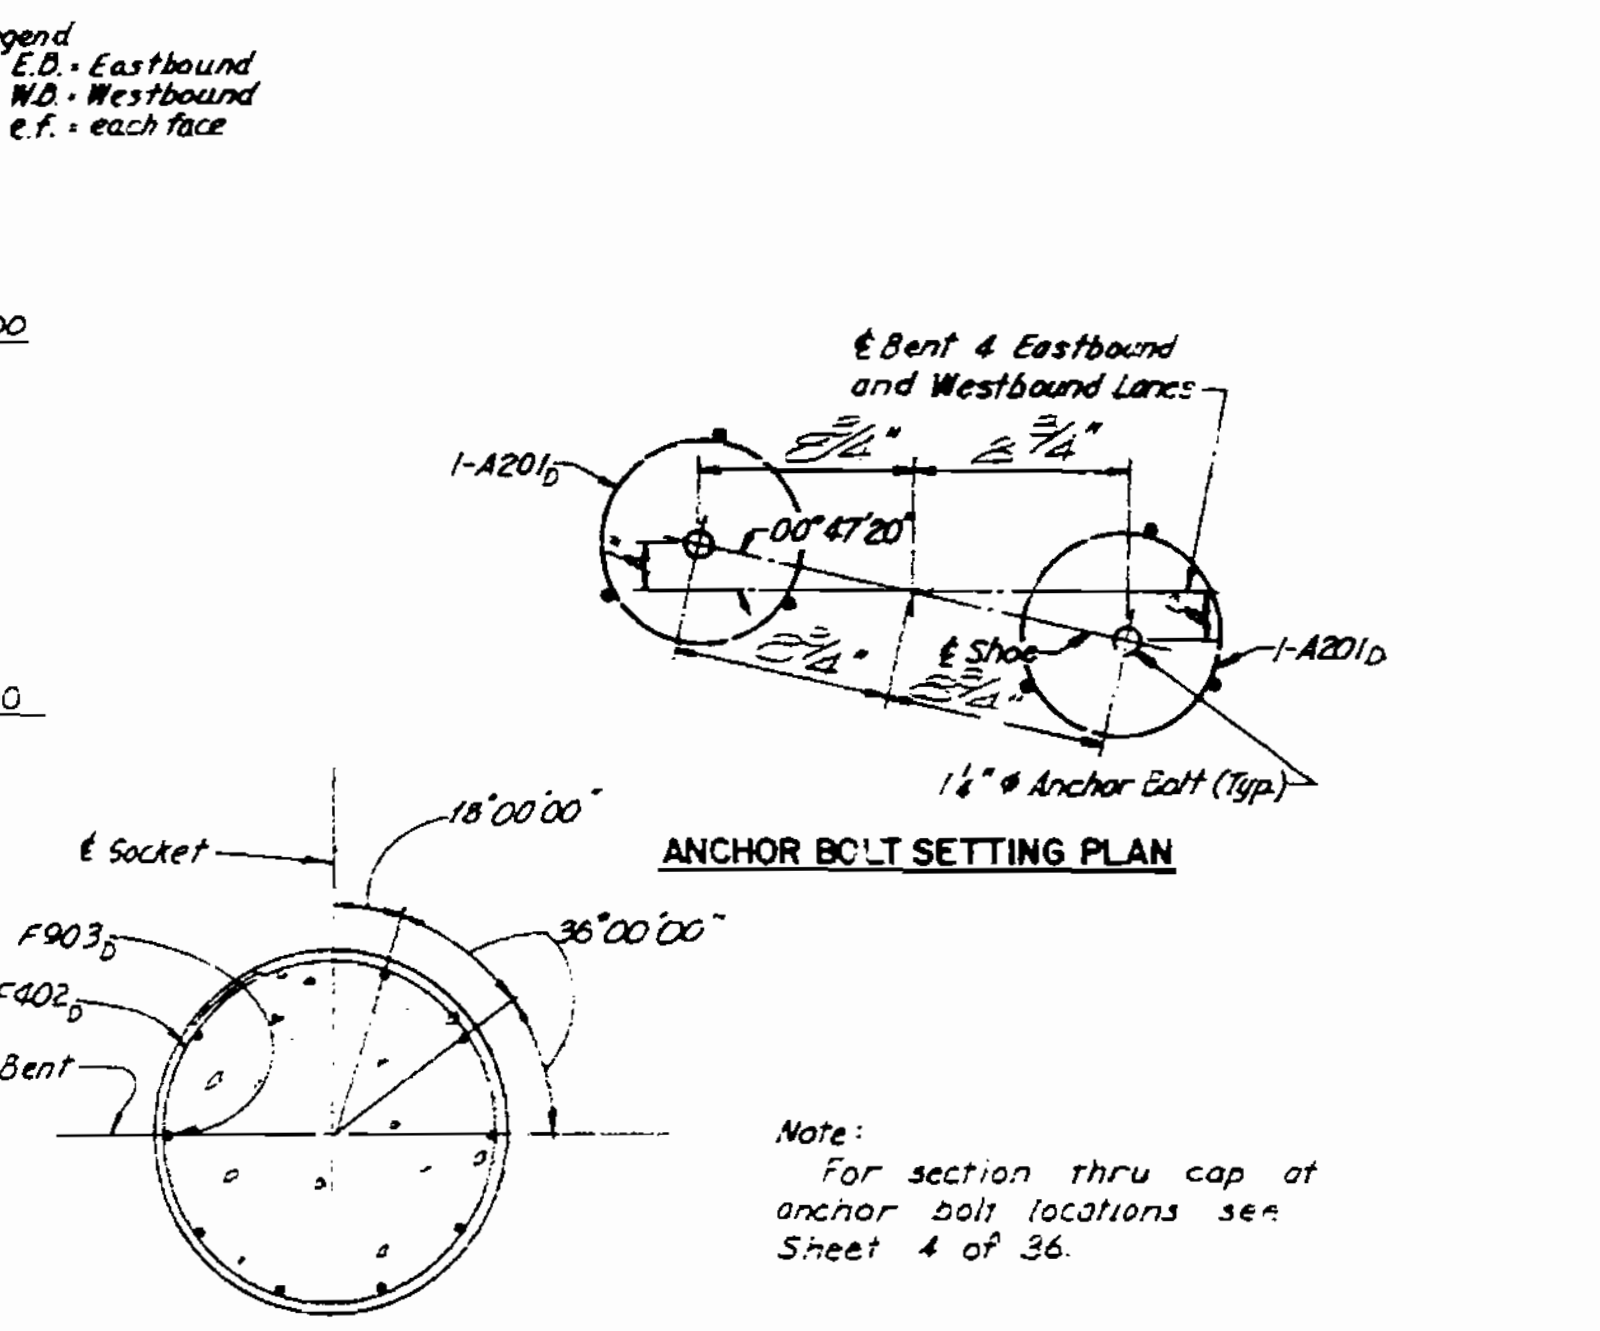 E.B. = Eastbound
W.B. = Westbound
e.f. = each face
℄ Bent 4 Eastbound
and Westbound Lanes
1-A201D
00°47'20"
℄ Shoe
1-A201D
1¼" ϕ Anchor Bolt (Typ.)
ANCHOR BOLT SETTING PLAN
18°00'00"
℄ Socket
36°00'00"
F903D
F402D
Bent
Note:
For section thru cap at
anchor bolt locations see
Sheet 4 of 36.